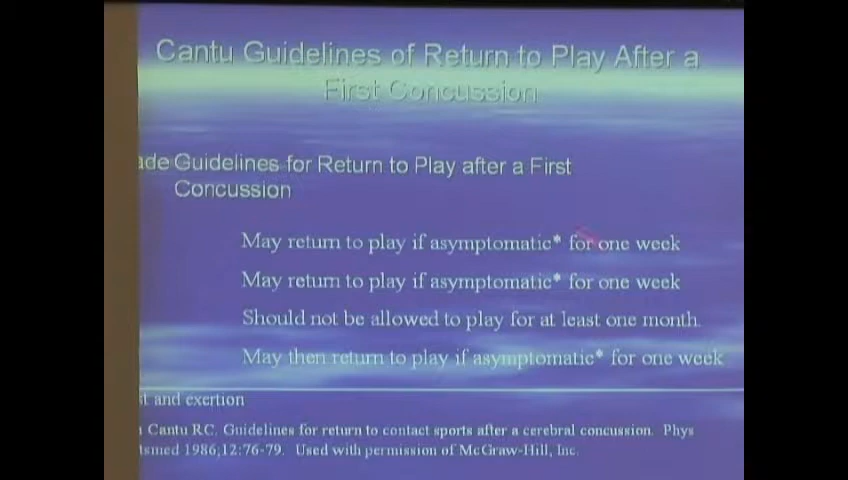 Cantu Guidelines of Return to Play After a
First Concussion
ade Guidelines for Return to Play after a First
Concussion
May return to play if asymptomatic* for one week
May return to play if asymptomatic* for one week
Should not be allowed to play for at least one month.
May then return to play if asymptomatic* for one week
st and exertion
Cantu RC. Guidelines for return to contact sports after a cerebral concussion. Phys
tsmed 1986;12:76-79. Used with permission of McGraw-Hill, Inc.